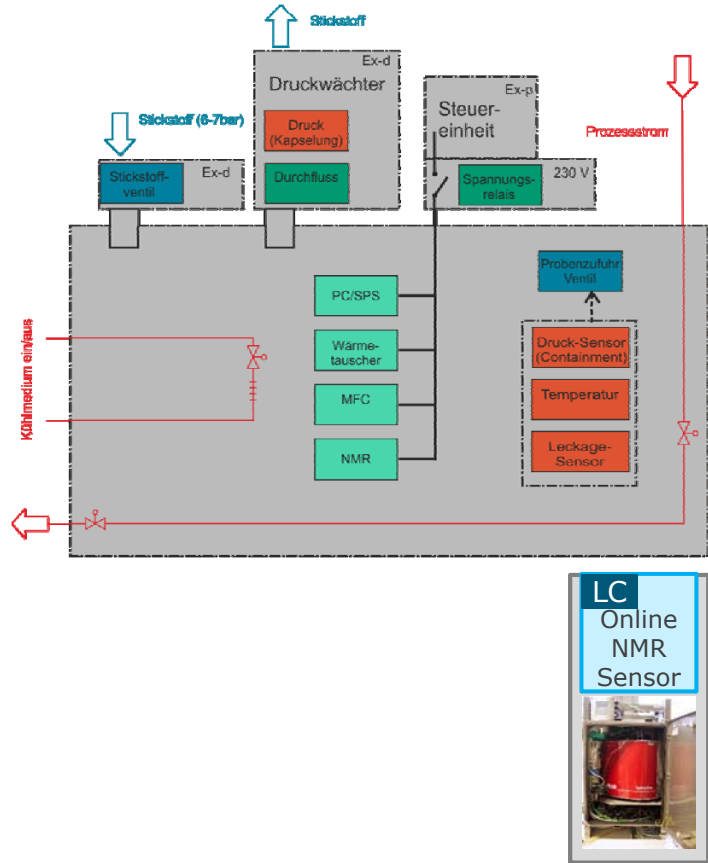 Stickstoff
Ex-d
Druckwächter
Druck
(Kapselung)
Durchfluss
Stickstoff (6-7bar)
Stickstoff-
ventil
Ex-d
Ex-p
Steuer-
einheit
230 V
Spannungs-
relais
Prozessstrom
PC/SPS
Wärme-
tauscher
MFC
NMR
Probenzufuhr
Ventil
Druck-Sensor
(Containment)
Temperatur
Leckage-
Sensor
Kühlmedium ein/aus
LC
Online
NMR
Sensor